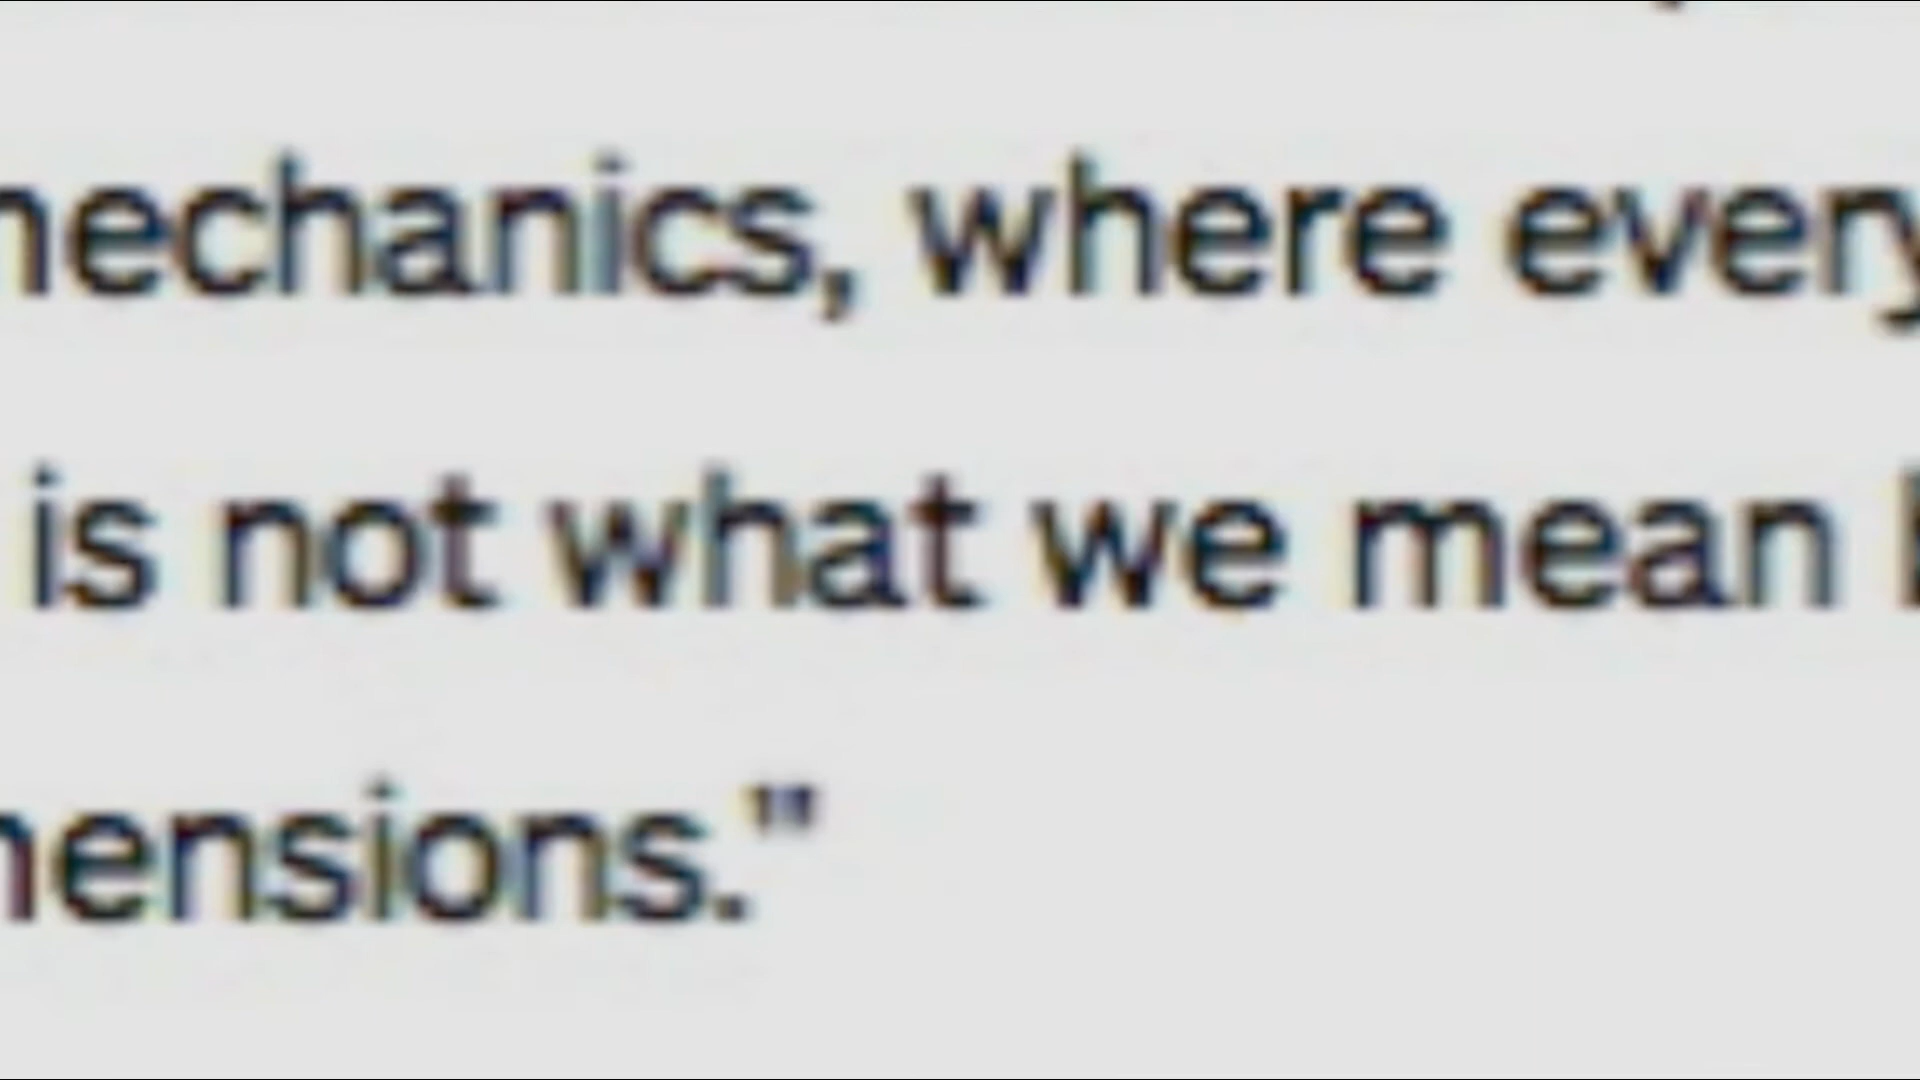 mechanics, where every
is not what we mean
mensions."